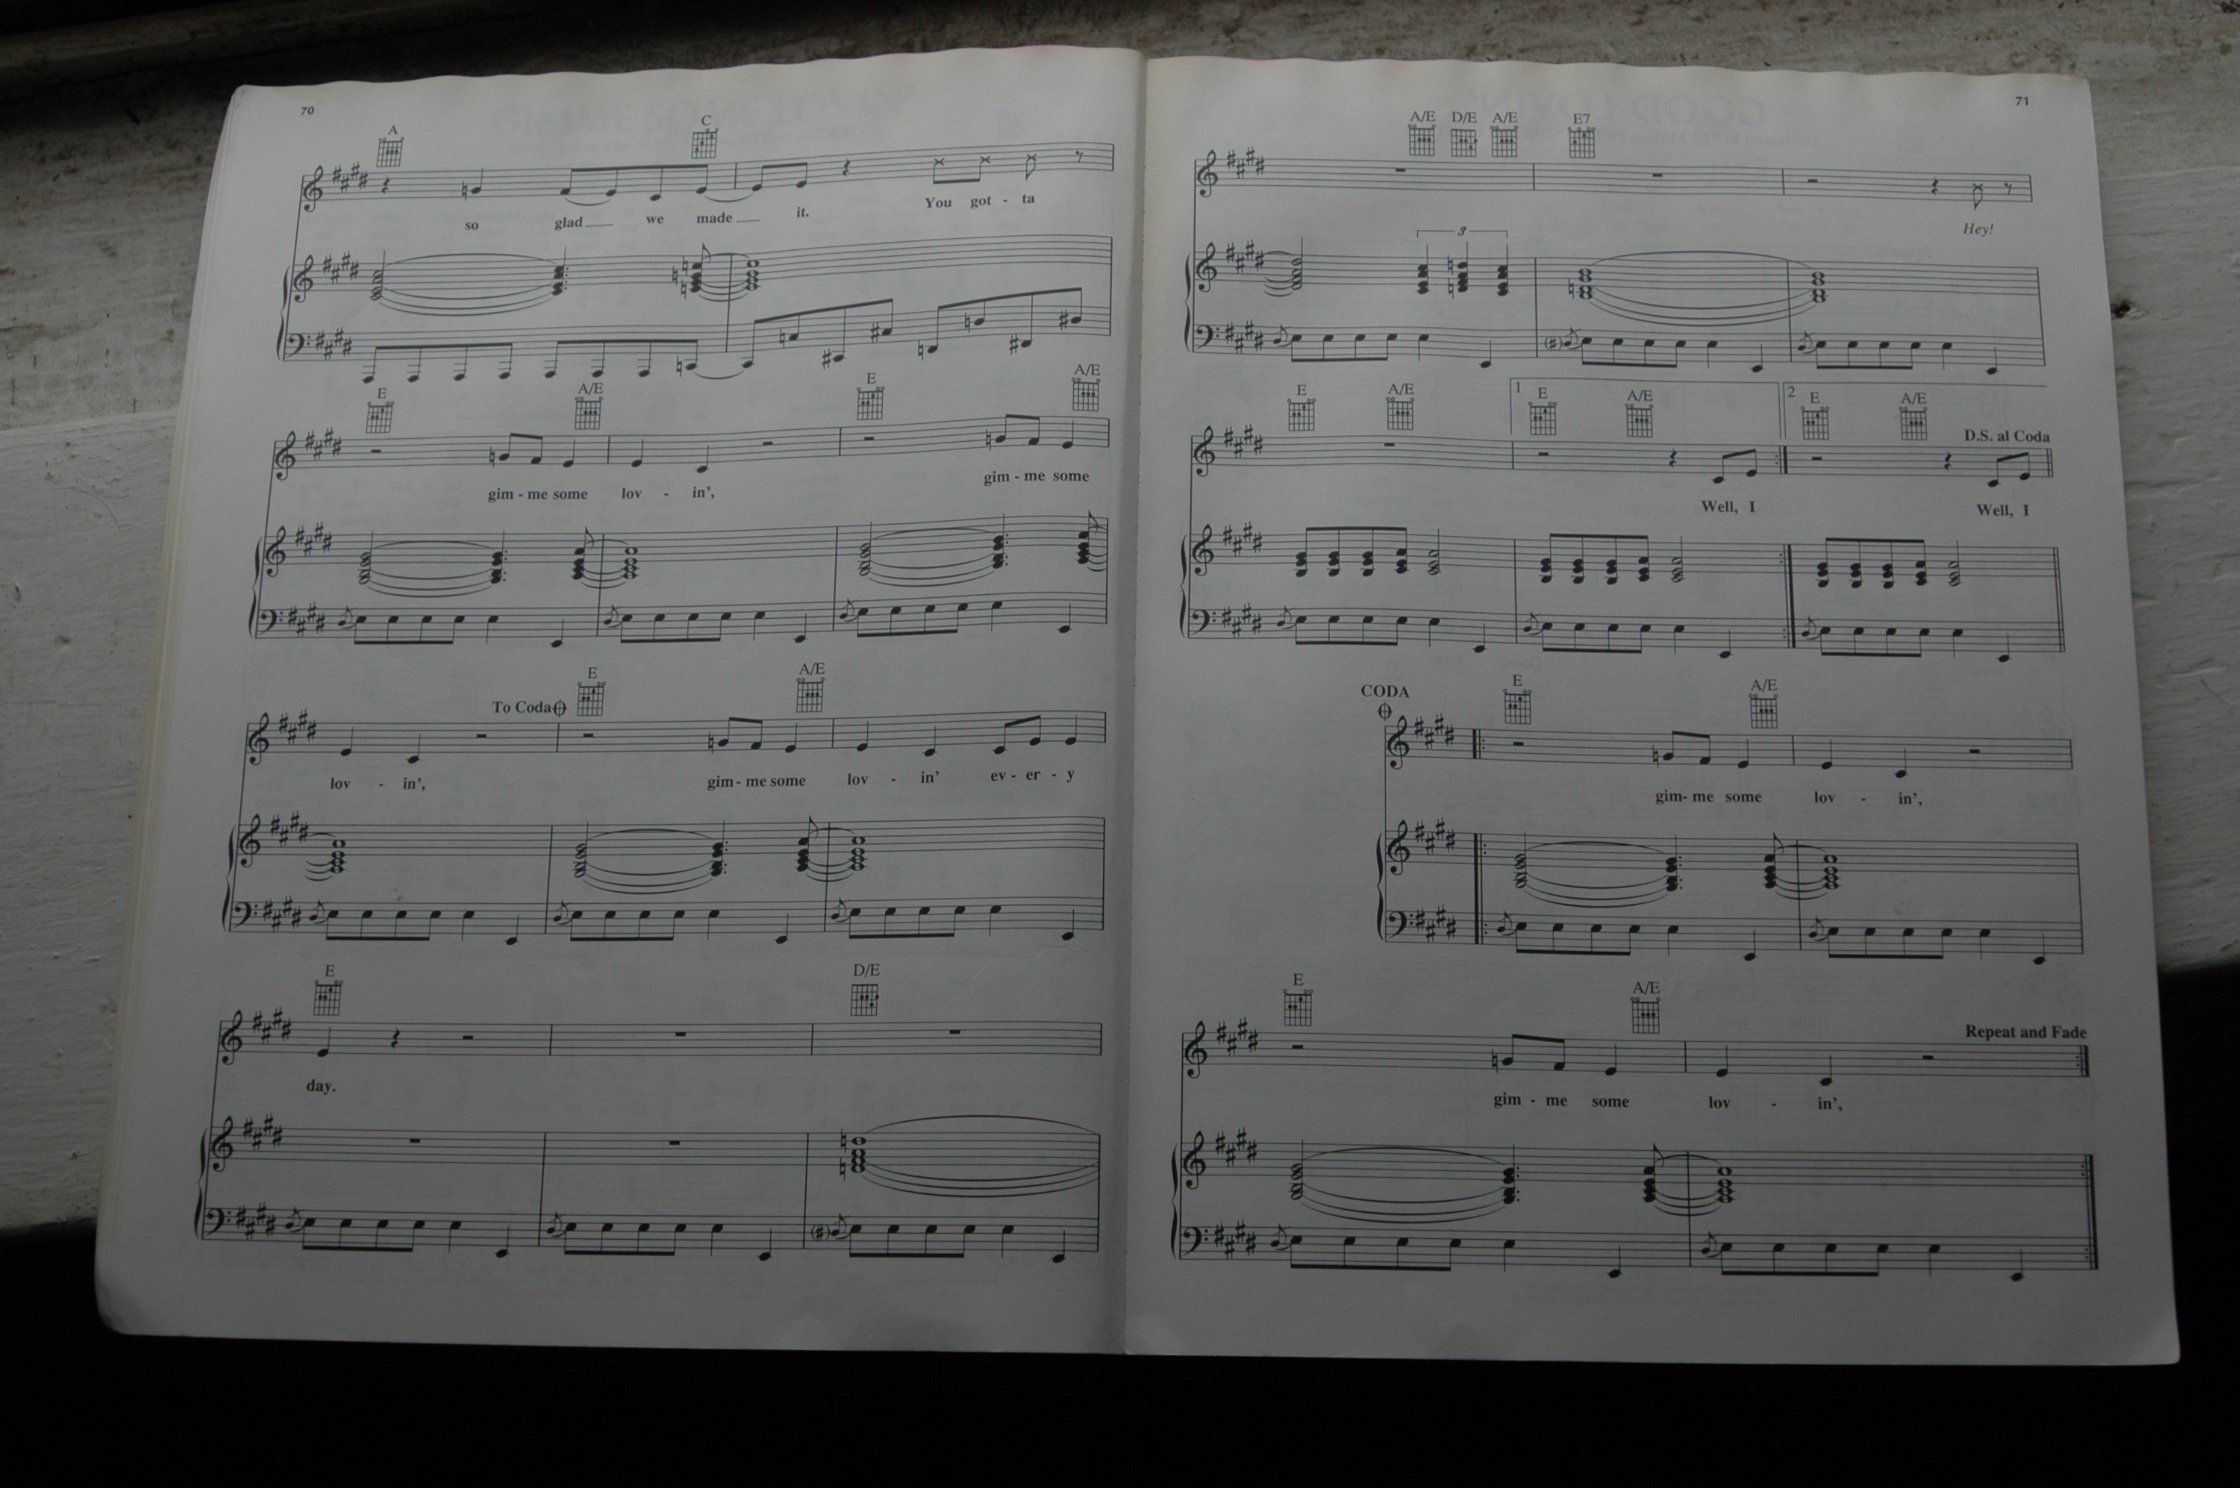 70
A C
so glad we made it. You got - ta
E A/E E A/E
gim - me some lov - in', gim - me some
To Coda E A/E
lov - in', gim - me some lov - in' ev - er - y
E D/E
day.
71
A/E D/E A/E E7
Hey!
3
E A/E 1 E A/E 2 E A/E
D.S. al Coda
Well, I Well, I
CODA E A/E
gim - me some lov - in',
E A/E
Repeat and Fade
gim - me some lov - in',